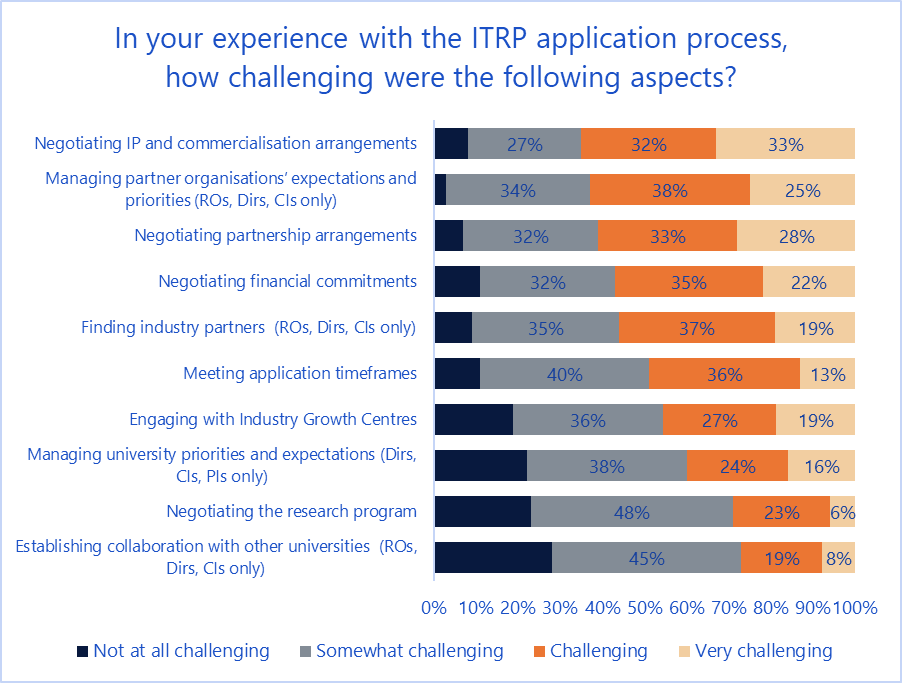 In your experience with the ITRP application process,
how challenging were the following aspects?
Negotiating IP and commercialisation arrangements
27% 32% 33%
Managing partner organisations' expectations and
priorities (ROs, Dirs, CIs only)
34% 38% 25%
Negotiating partnership arrangements
32% 33% 28%
Negotiating financial commitments
32% 35% 22%
Finding industry partners (ROs, Dirs, CIs only)
35% 37% 19%
Meeting application timeframes
40% 36% 13%
Engaging with Industry Growth Centres
36% 27% 19%
Managing university priorities and expectations (Dirs,
CIs, PIs only)
38% 24% 16%
Negotiating the research program
48% 23% 6%
Establishing collaboration with other universities (ROs,
Dirs, CIs only)
45% 19% 8%
0% 10% 20% 30% 40% 50% 60% 70% 80% 90% 100%
Not at all challenging Somewhat challenging Challenging Very challenging